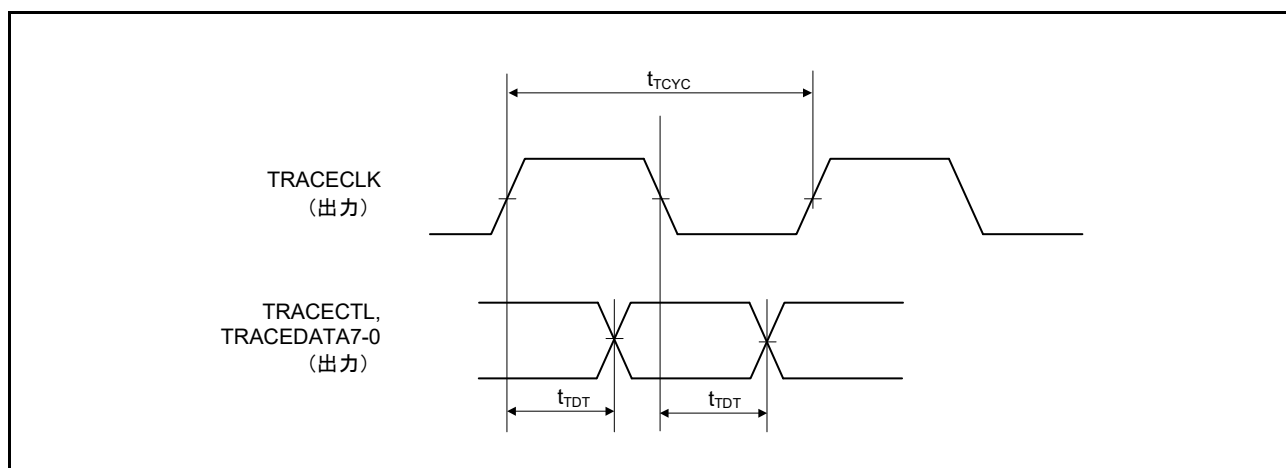 tTCYC
TRACECLK
（出力）
TRACECTL,
TRACEDATA7-0
（出力）
tTDT
tTDT